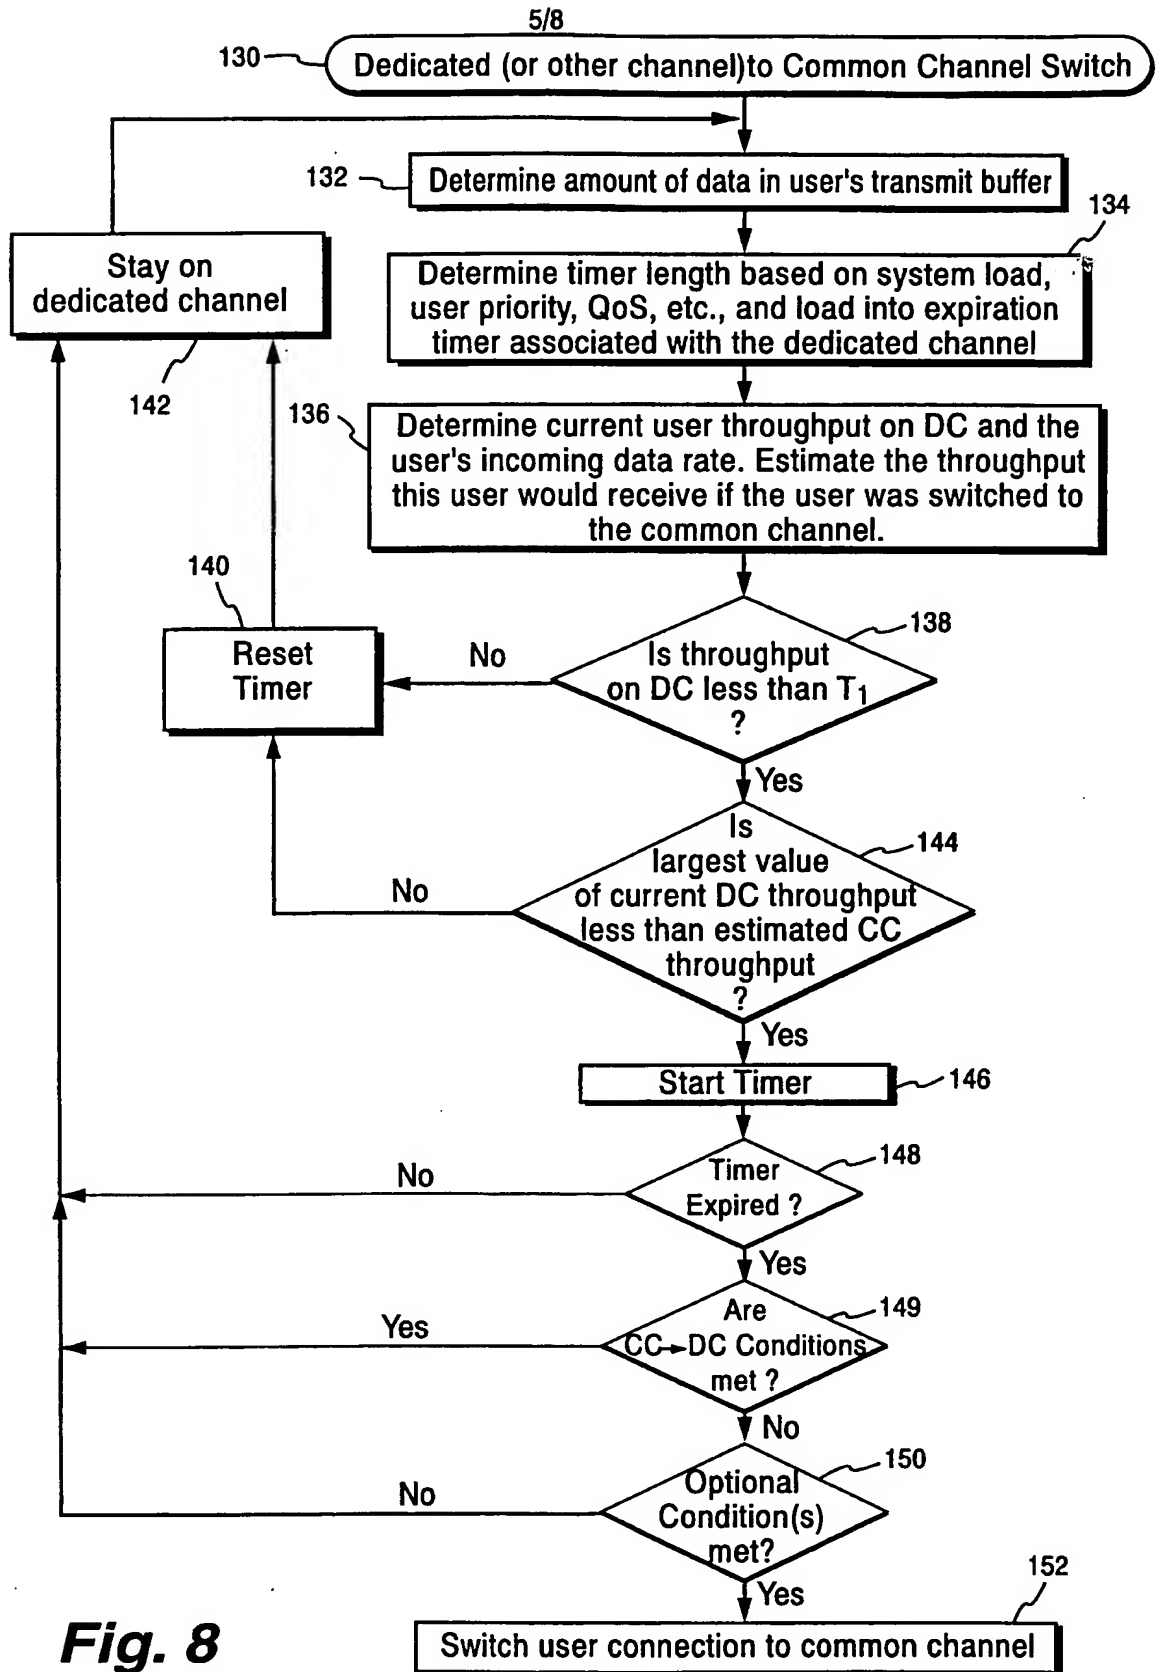 5/8
130
Dedicated (or other channel)to Common Channel Switch
132
Determine amount of data in user's transmit buffer
134
Determine timer length based on system load,
user priority, QoS, etc., and load into expiration
timer associated with the dedicated channel
Stay on
dedicated channel
142
136
Determine current user throughput on DC and the
user's incoming data rate. Estimate the throughput
this user would receive if the user was switched to
the common channel.
140
Reset
Timer
No
138
Is throughput
on DC less than T1
?
Yes
144
Is
largest value
of current DC throughput
less than estimated CC
throughput
?
No
Yes
Start Timer
146
148
Timer
Expired ?
No
Yes
149
Are
CC→DC Conditions
met ?
Yes
No
150
Optional
Condition(s)
met?
No
Yes
152
Switch user connection to common channel
Fig. 8